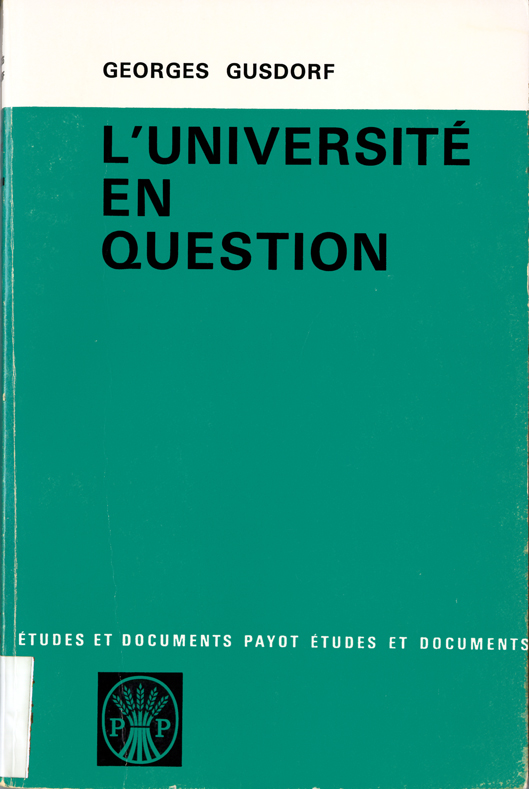 GEORGES GUSDORF
L'UNIVERSITÉ
EN
QUESTION
ÉTUDES ET DOCUMENTS PAYOT ÉTUDES ET DOCUMENTS
P P